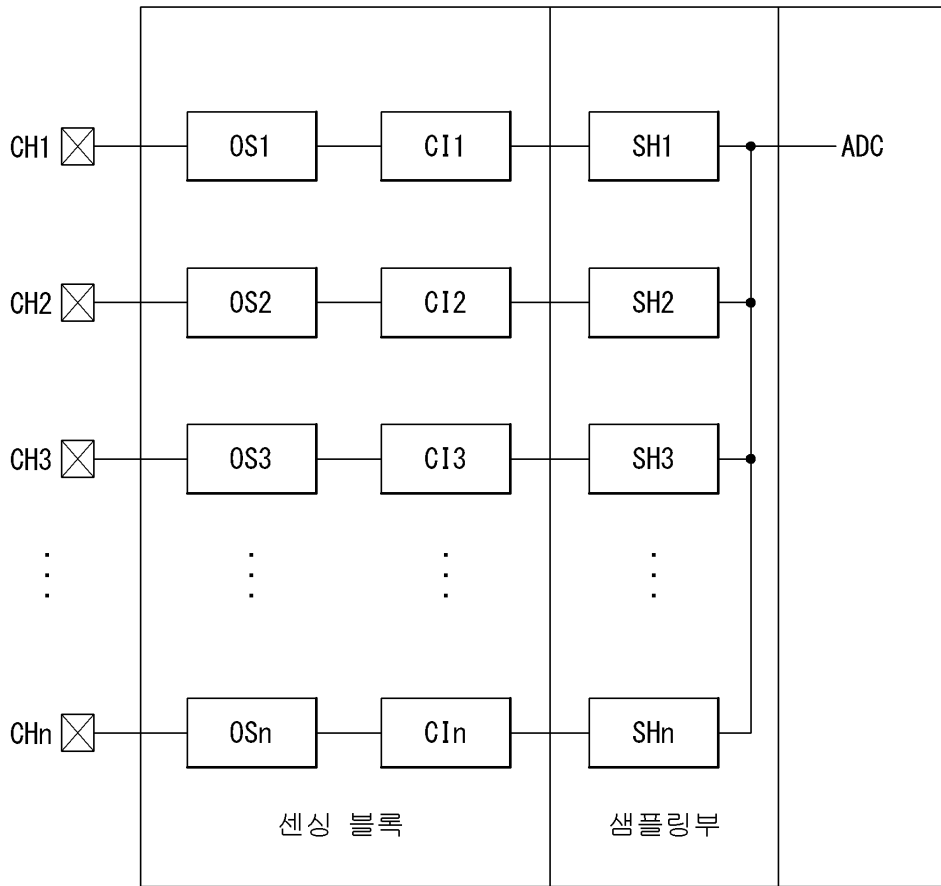 CH1 OS1 CI1 SH1 ADC
CH2 OS2 CI2 SH2
CH3 OS3 CI3 SH3
CHn OSn CIn SHn
센싱 블록 샘플링부